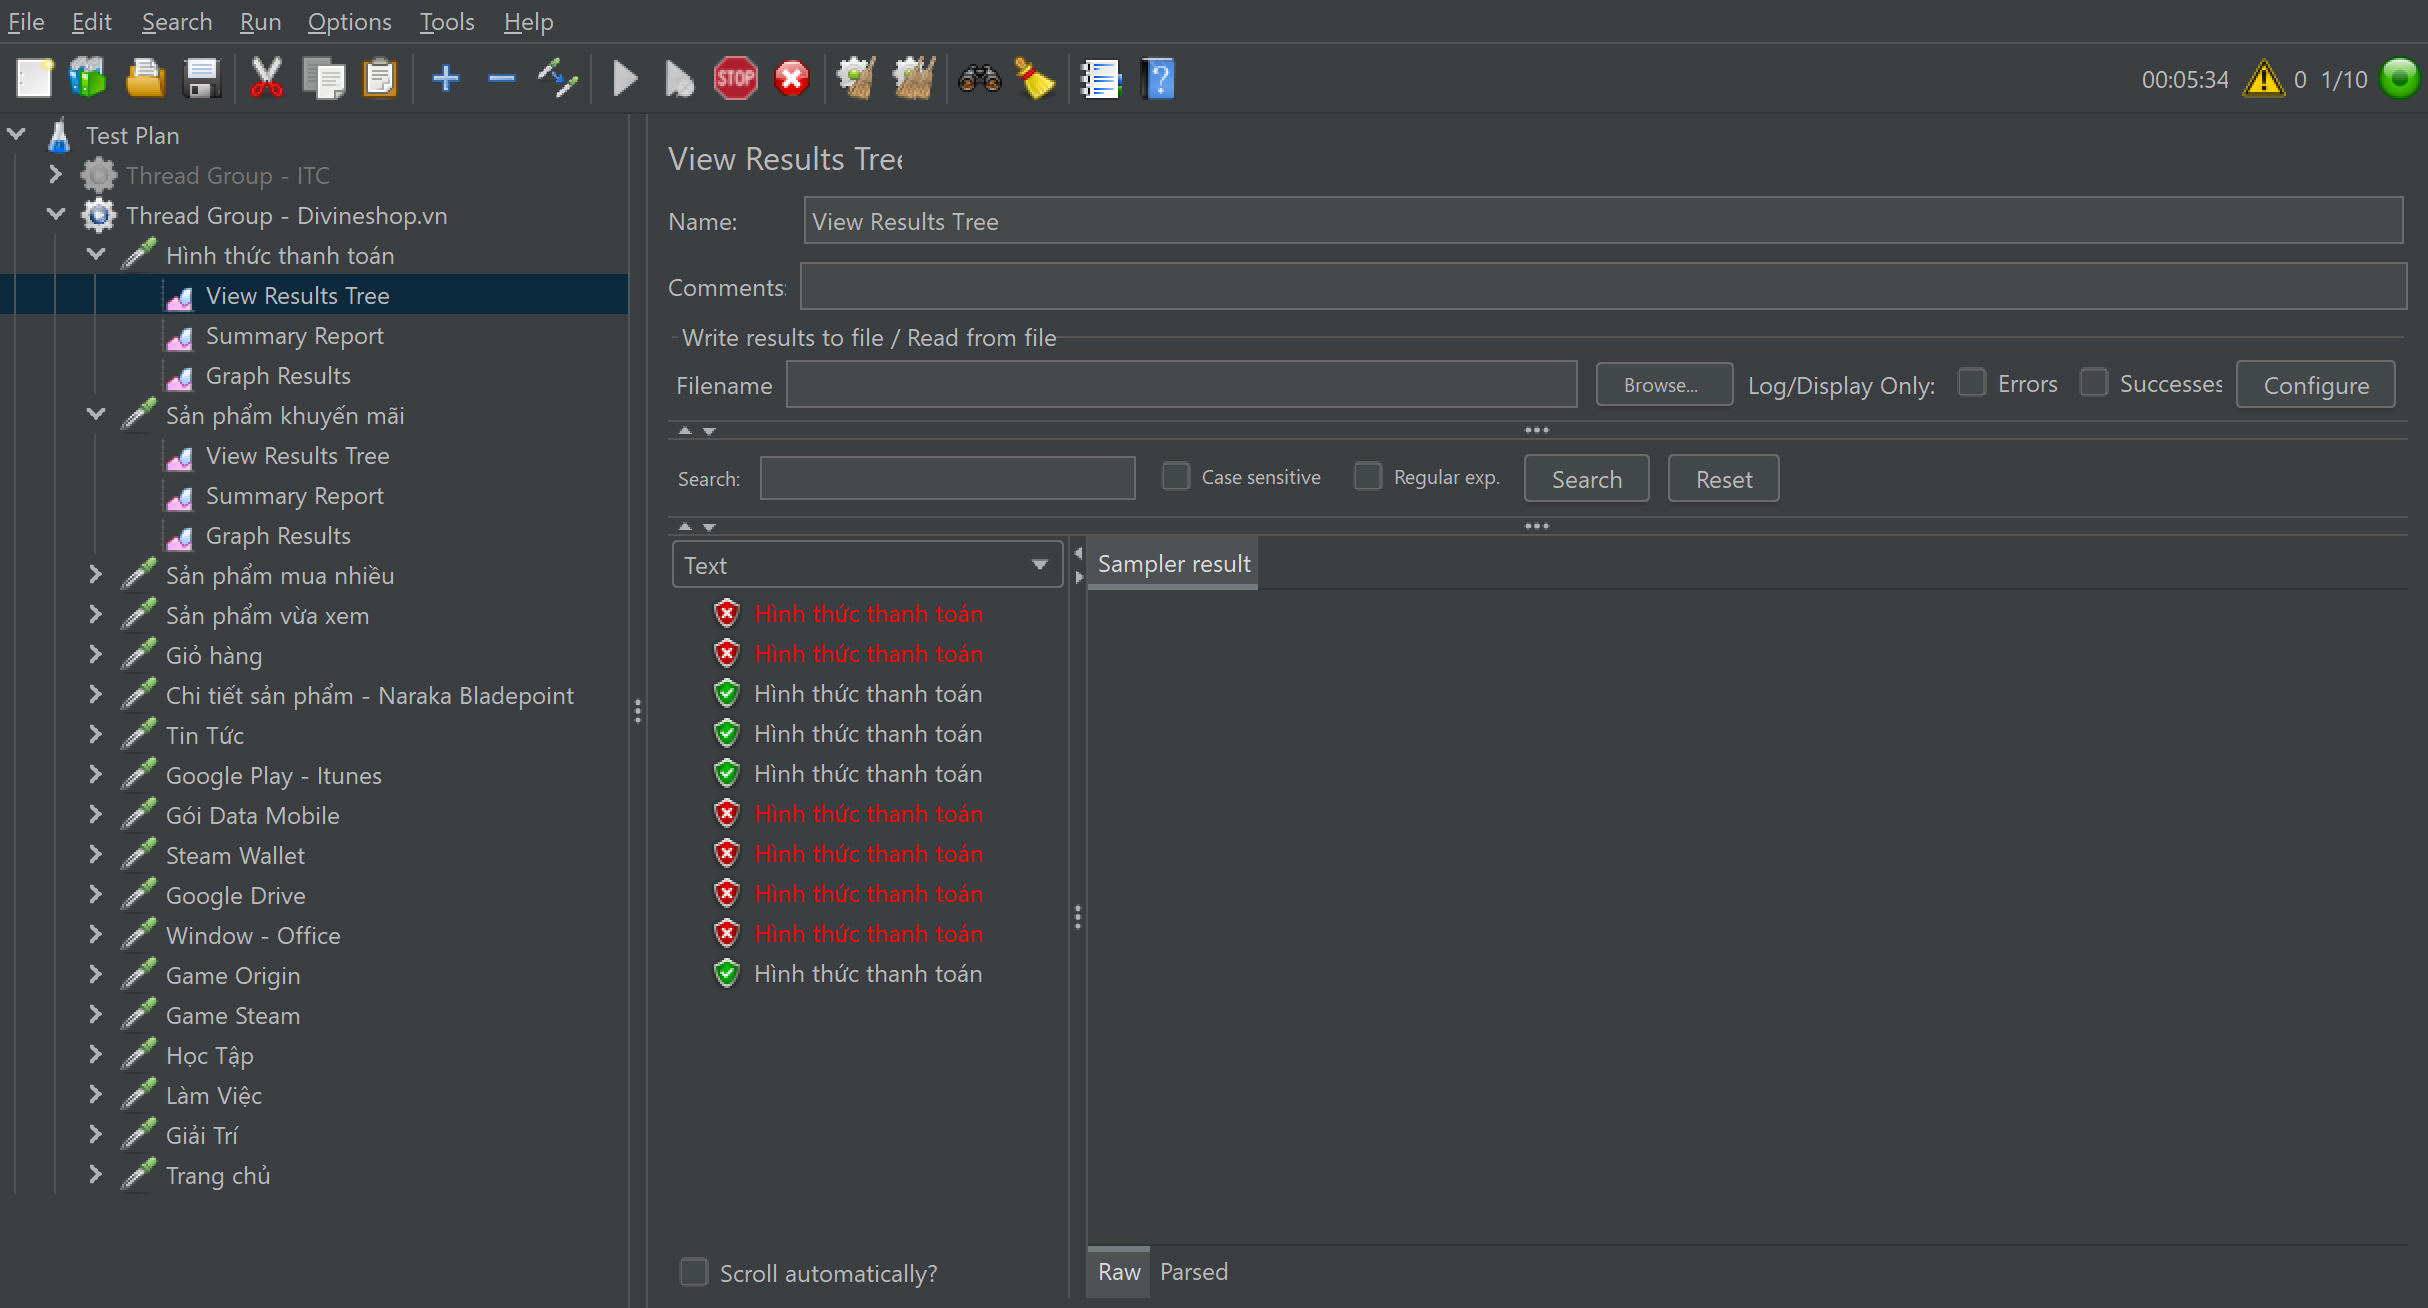 File Edit Search Run Options Tools Help
STOP
00:05:34 0 1/10
Test Plan
Thread Group - ITC
Thread Group - Divineshop.vn
Hình thức thanh toán
View Results Tree
Summary Report
Graph Results
Sản phẩm khuyến mãi
View Results Tree
Summary Report
Graph Results
Sản phẩm mua nhiều
Sản phẩm vừa xem
Giỏ hàng
Chi tiết sản phẩm - Naraka Bladepoint
Tin Tức
Google Play - Itunes
Gói Data Mobile
Steam Wallet
Google Drive
Window - Office
Game Origin
Game Steam
Học Tập
Làm Việc
Giải Trí
Trang chủ
View Results Tree
Name: View Results Tree
Comments:
Write results to file / Read from file
Filename Browse... Log/Display Only: Errors Successes Configure
Search: Case sensitive Regular exp. Search Reset
Text
Hình thức thanh toán
Hình thức thanh toán
Hình thức thanh toán
Hình thức thanh toán
Hình thức thanh toán
Hình thức thanh toán
Hình thức thanh toán
Hình thức thanh toán
Hình thức thanh toán
Hình thức thanh toán
Scroll automatically?
Sampler result
Raw Parsed